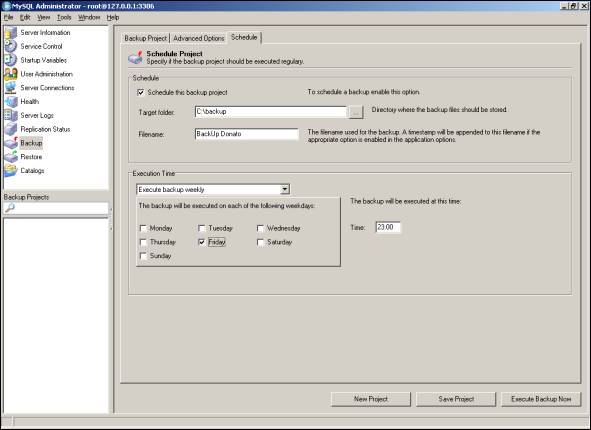 MySQL Administrator - root@127.0.0.1:3306
File Edit View Tools Window Help
Server Information
Service Control
Startup Variables
User Administration
Server Connections
Health
Server Logs
Replication Status
Backup
Restore
Catalogs
Backup Projects
Backup Project Advanced Options Schedule
Schedule Project
Specify if the backup project should be executed regulary.
Schedule
Schedule this backup project To schedule a backup enable this option.
Target folder: C:\backup ... Directory where the backup files should be stored.
Filename: BackUp Donato The filename used for the backup. A timestamp will be appended to this filename if the
appropriate option is enabled in the application options.
Execution Time
Execute backup weekly
The backup will be executed on each of the following weekdays: The backup will be executed at this time:
Monday Tuesday Wednesday Time: 23:00
Thursday Friday Saturday
Sunday
New Project Save Project Execute Backup Now